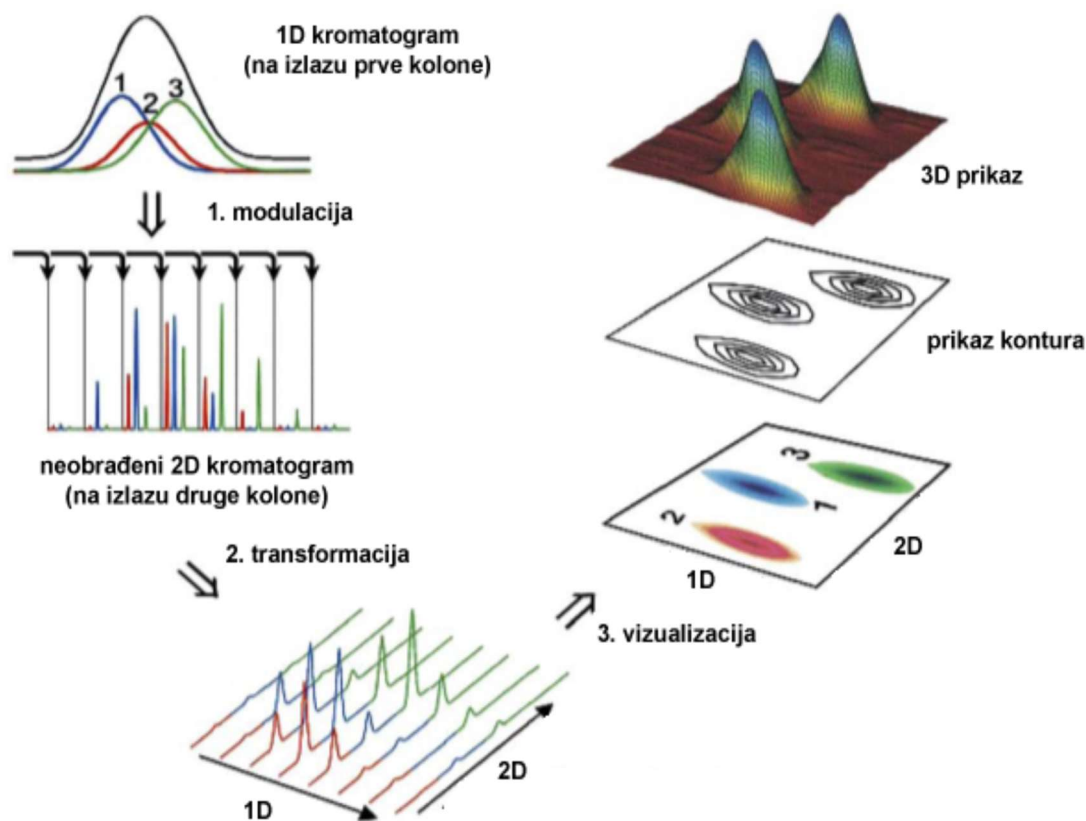 1D kromatogram
(na izlazu prve kolone)
1
2
3
1. modulacija
neobrađeni 2D kromatogram
(na izlazu druge kolone)
2. transformacija
1D
2D
3. vizualizacija
3D prikaz
prikaz kontura
3
1
2
1D
2D